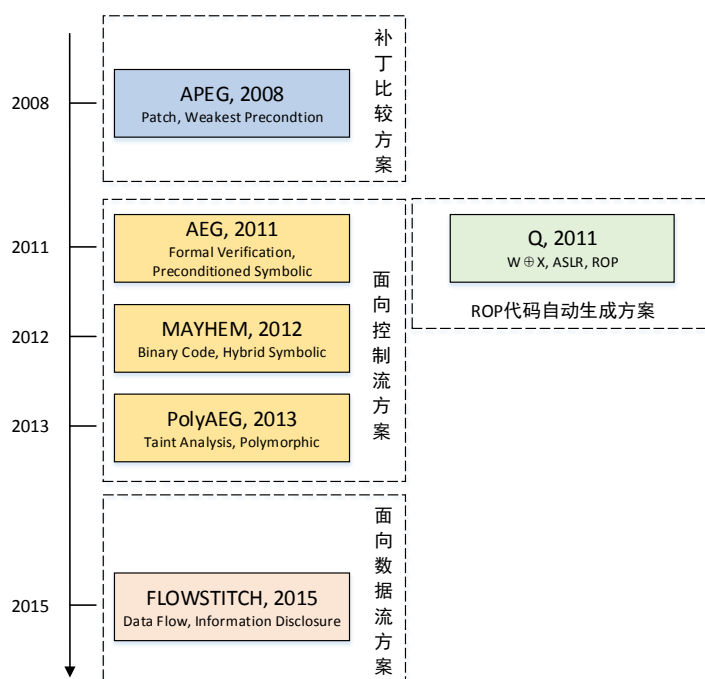 2008
APEG, 2008
Patch, Weakest Precondtion
补丁比较方案
2011
AEG, 2011
Formal Verification,
Preconditioned Symbolic
2012
MAYHEM, 2012
Binary Code, Hybrid Symbolic
2013
PolyAEG, 2013
Taint Analysis, Polymorphic
面向控制流方案
Q, 2011
W⊕X, ASLR, ROP
ROP代码自动生成方案
2015
FLOWSTITCH, 2015
Data Flow, Information Disclosure
面向数据流方案